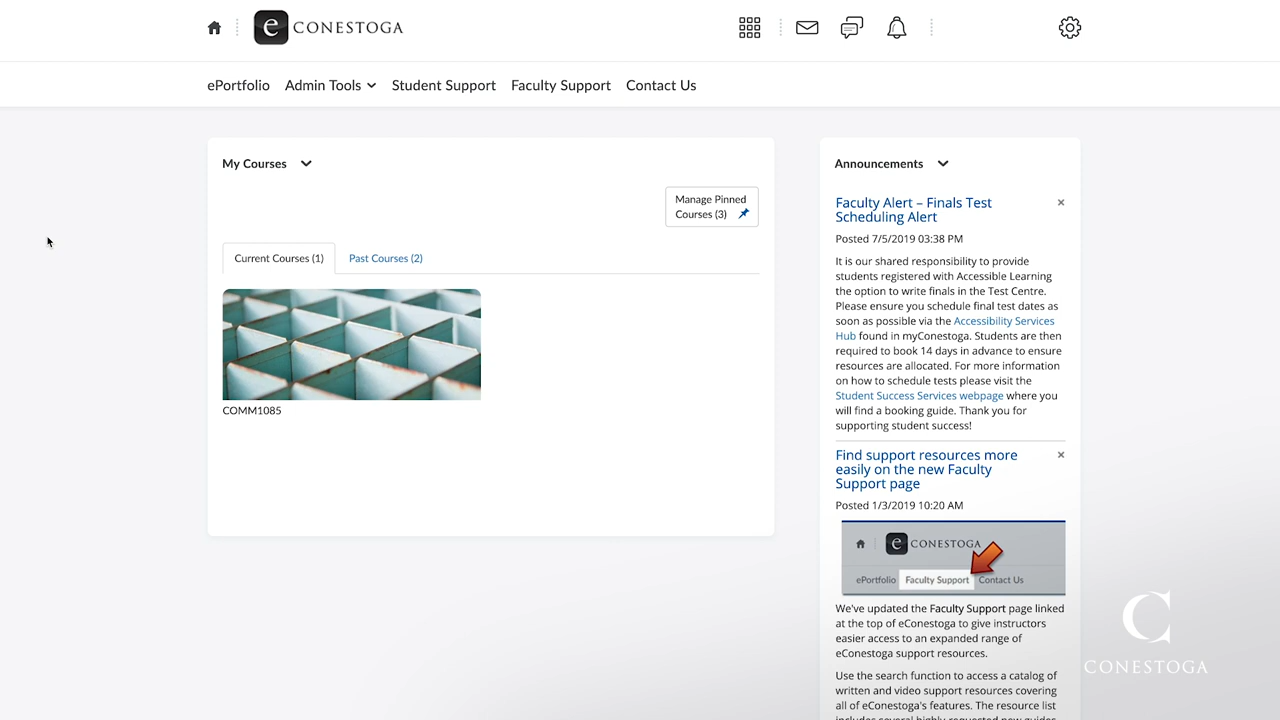 e CONESTOGA
ePortfolio Admin Tools Student Support Faculty Support Contact Us
My Courses
Manage Pinned
Courses (3)
Current Courses (1) Past Courses (2)
COMM1085
Announcements
Faculty Alert – Finals Test
Scheduling Alert
Posted 7/5/2019 03:38 PM
It is our shared responsibility to provide
students registered with Accessible Learning
the option to write finals in the Test Centre.
Please ensure you schedule final test dates as
soon as possible via the Accessibility Services
Hub found in myConestoga. Students are then
required to book 14 days in advance to ensure
resources are allocated. For more information
on how to schedule tests please visit the
Student Success Services webpage where you
will find a booking guide. Thank you for
supporting student success!
Find support resources more
easily on the new Faculty
Support page
Posted 1/3/2019 10:20 AM
e CONESTOGA
ePortfolio Faculty Support Contact Us
We've updated the Faculty Support page linked
at the top of eConestoga to give instructors
easier access to an expanded range of
eConestoga support resources.
Use the search function to access a catalog of
written and video support resources covering
all of eConestoga's features. The resource list
includes several highly requested new guides
C
CONESTOGA